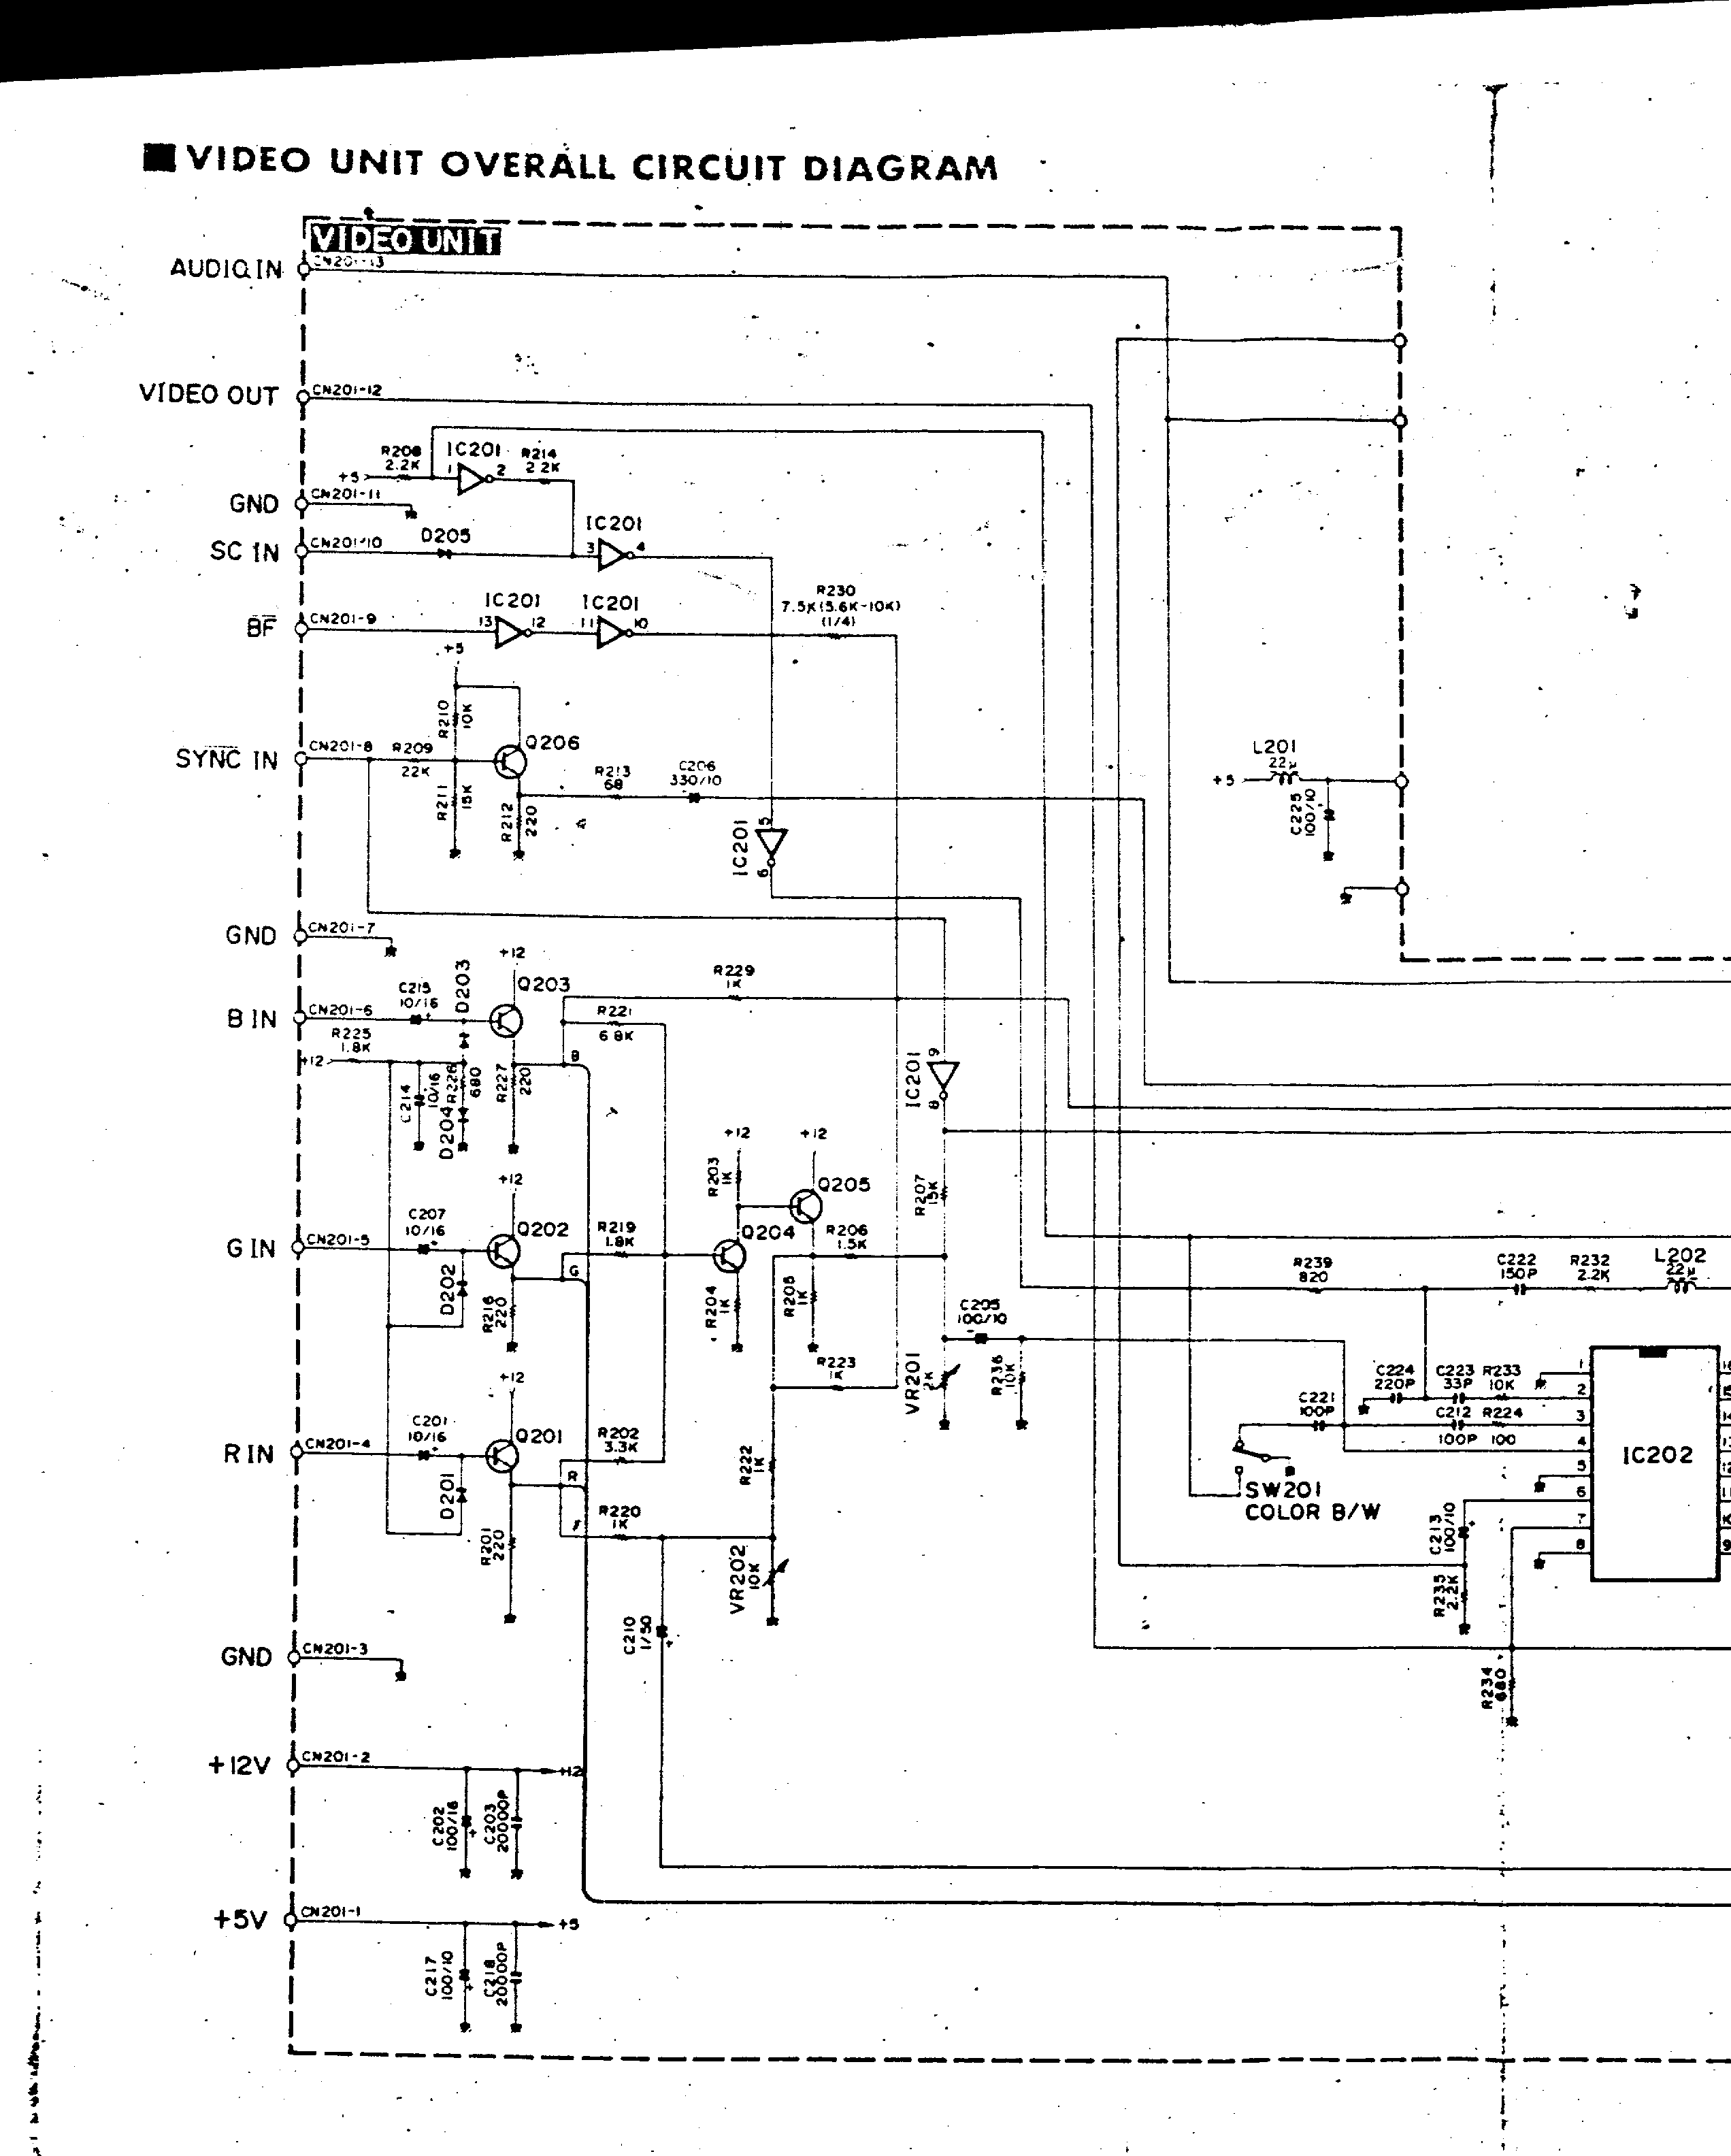 VIDEO UNIT OVERALL CIRCUIT DIAGRAM
VIDEO UNIT
AUDIO IN
CN201-13
VIDEO OUT
CN201-12
R208
2.2K
IC201
1
2
R214
2.2K
+5
GND
CN201-11
SC IN
CN201-10
D205
IC201
3
4
R230
7.5K(5.6K-10K)
(1/4)
BF
CN201-9
IC201
13
12
IC201
11
10
+5
R210
10K
SYNC IN
CN201-8
R209
22K
Q206
R211
15K
R212
220
R213
68
C206
330/10
IC201
5
6
L201
22μ
+5
C225
100/10
GND
CN201-7
+12
B IN
CN201-6
C215
10/16
D203
Q203
R229
1K
R221
6.8K
R225
1.8K
+12
C214
10/16
R226
680
D204
R227
220
B
IC201
9
8
+12
+12
+12
R203
1K
Q205
R207
15K
G IN
CN201-5
C207
10/16
Q202
R219
1.8K
Q204
R206
1.5K
D202
R216
220
G
R204
1K
R205
1K
C205
100/10
R239
820
C222
150P
R232
2.2K
L202
22μ
R223
1K
VR201
2K
R236
10K
C224
220P
C223
33P
R233
10K
C221
100P
C212
100P
R224
100
+12
R IN
CN201-4
C201
10/16
Q201
R202
3.3K
D201
R
R222
1K
R220
1K
R201
220
VR202
10K
SW201
COLOR B/W
C213
100/10
R235
2.2K
1
2
3
4
5
6
7
8
IC202
C210
1/50
R234
680
GND
CN201-3
+12V
CN201-2
+12
C202
100/16
C203
20000P
+5V
CN201-1
+5
C217
100/10
C218
20000P